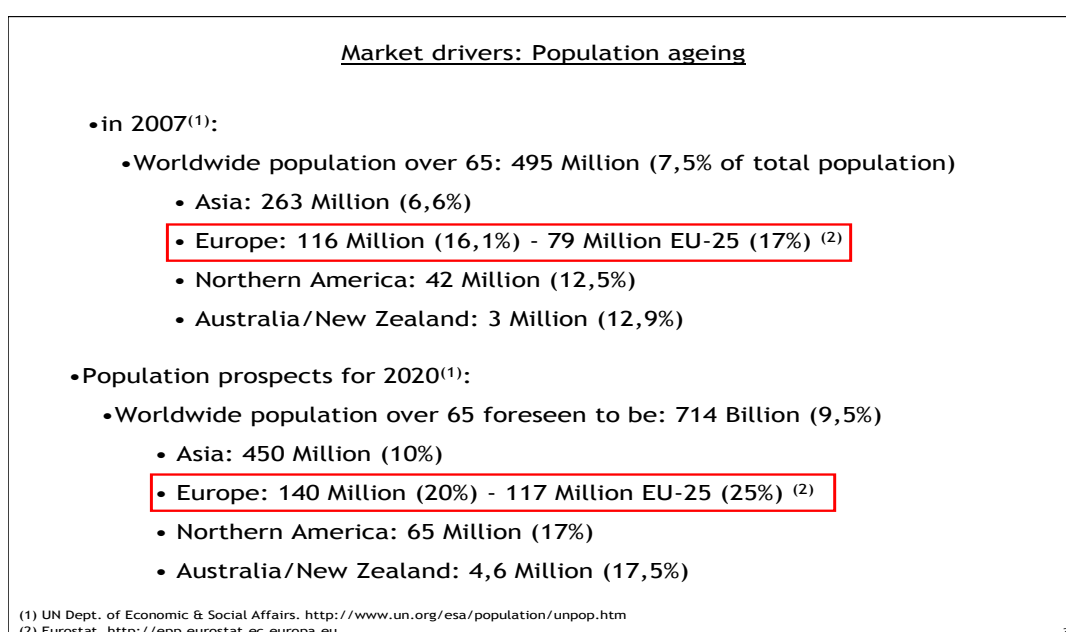 Market drivers: Population ageing
•in 2007(1):
•Worldwide population over 65: 495 Million (7,5% of total population)
• Asia: 263 Million (6,6%)
• Europe: 116 Million (16,1%) - 79 Million EU-25 (17%) (2)
• Northern America: 42 Million (12,5%)
• Australia/New Zealand: 3 Million (12,9%)
•Population prospects for 2020(1):
•Worldwide population over 65 foreseen to be: 714 Billion (9,5%)
• Asia: 450 Million (10%)
• Europe: 140 Million (20%) - 117 Million EU-25 (25%) (2)
• Northern America: 65 Million (17%)
• Australia/New Zealand: 4,6 Million (17,5%)
(1) UN Dept. of Economic & Social Affairs. http://www.un.org/esa/population/unpop.htm
(2) Eurostat. http://epp.eurostat.ec.europa.eu